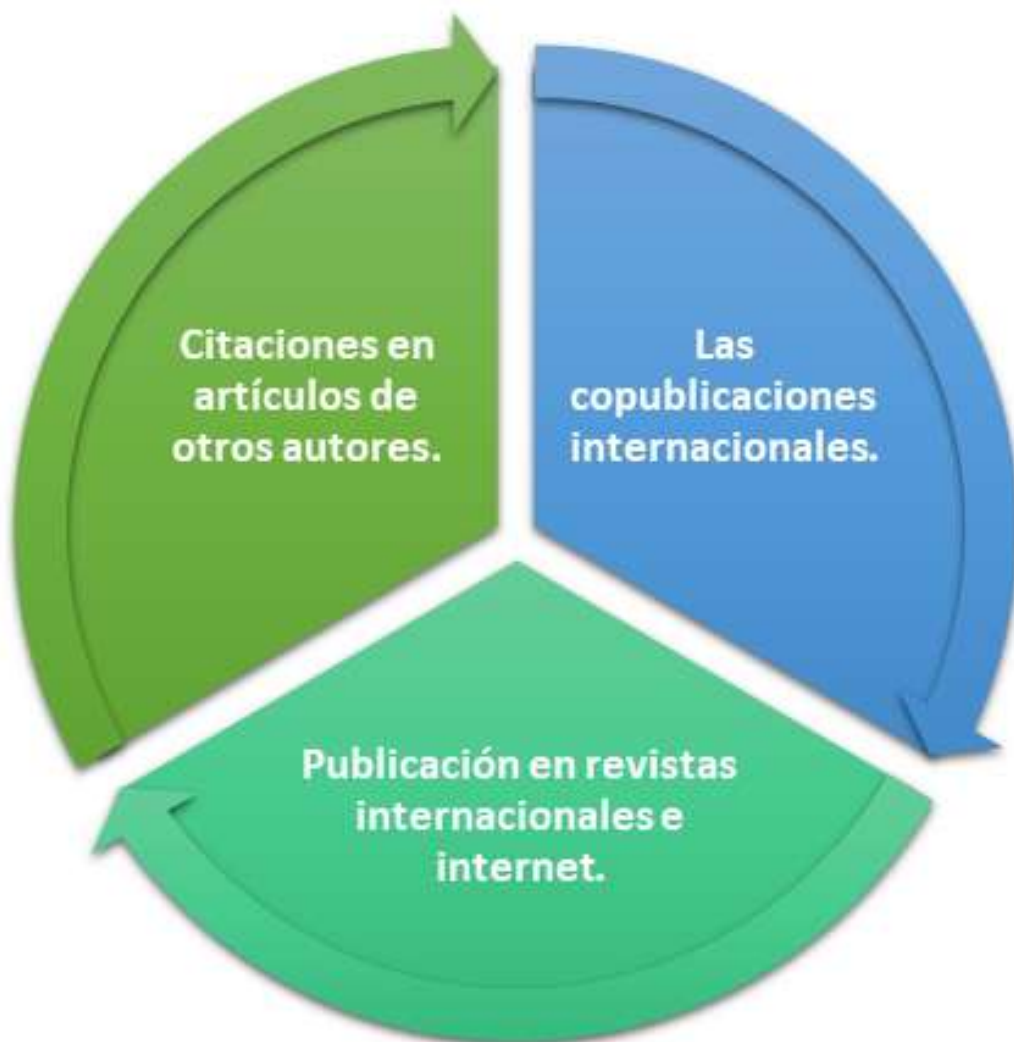 Citaciones en
artículos de
otros autores.
Las
copublicaciones
internacionales.
Publicación en revistas
internacionales e
internet.